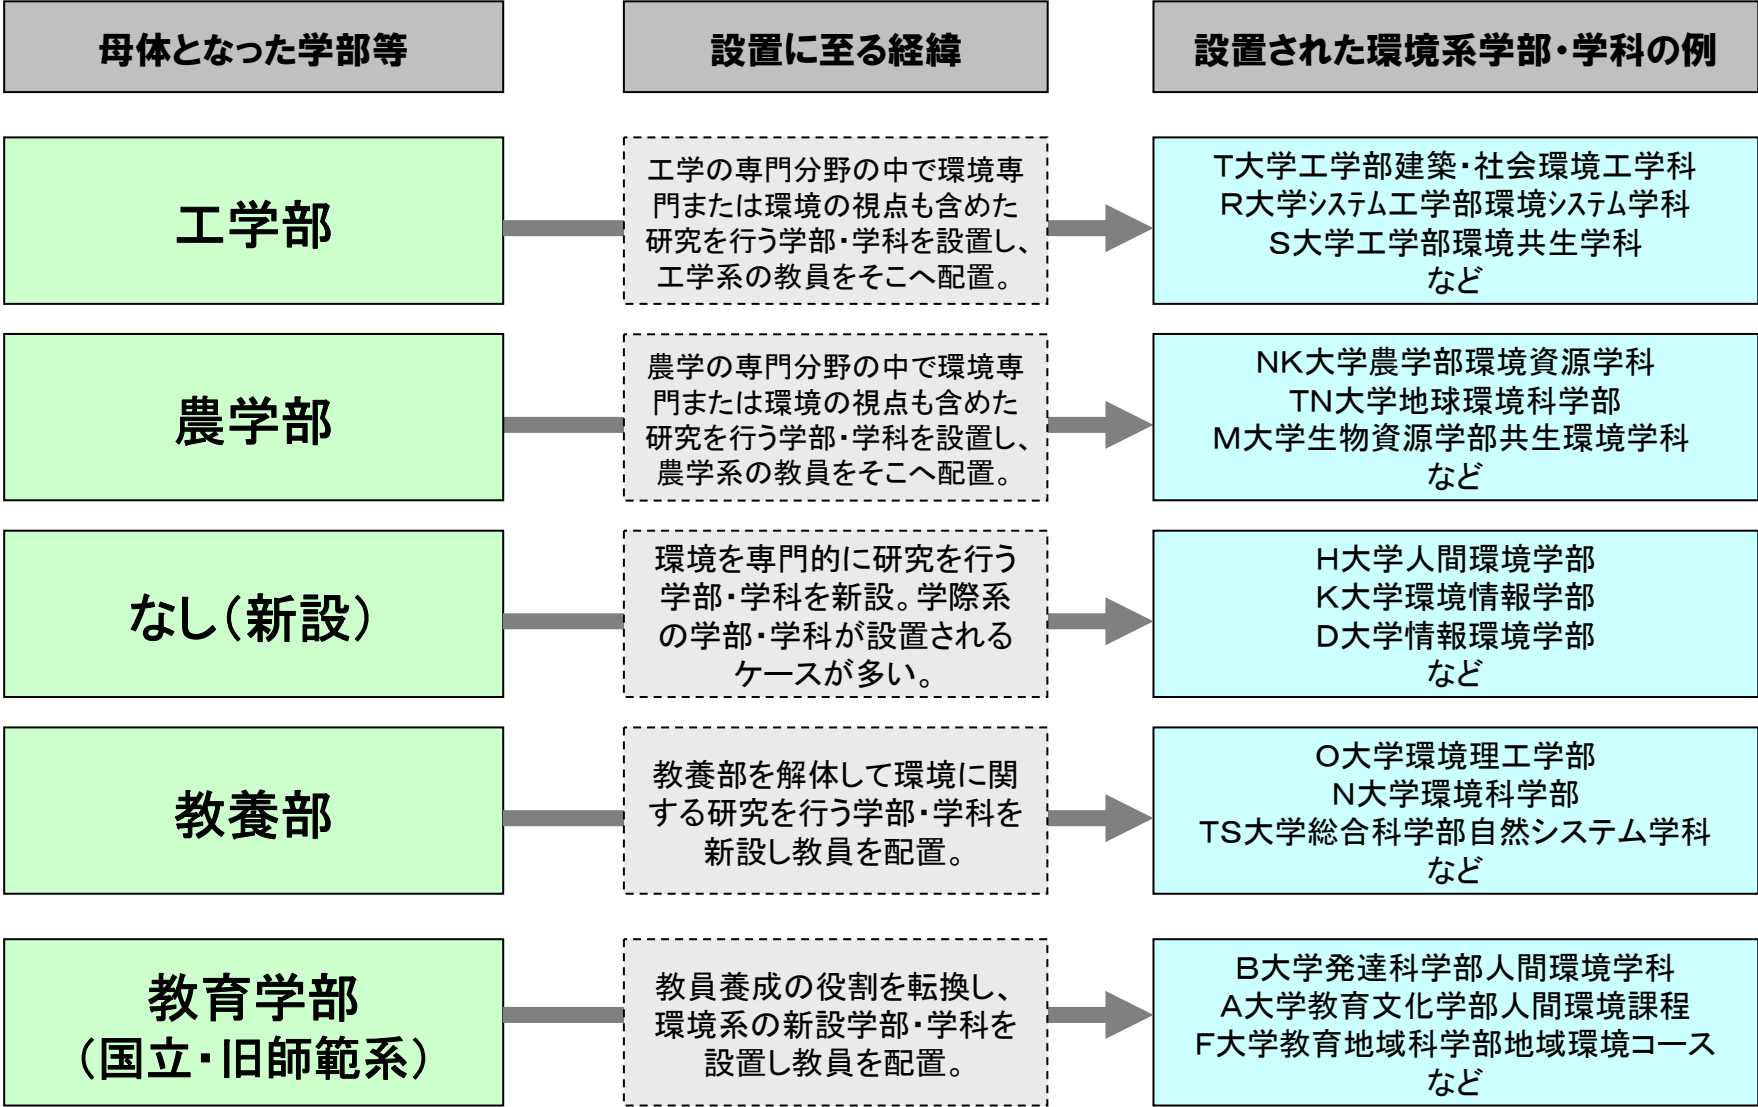 母体となった学部等
設置に至る経緯
設置された環境系学部・学科の例
工学部
工学の専門分野の中で環境専
門または環境の視点も含めた
研究を行う学部・学科を設置し、
工学系の教員をそこへ配置。
T大学工学部建築・社会環境工学科
R大学ｼｽﾃﾑ工学部環境ｼｽﾃﾑ学科
S大学工学部環境共生学科
など
農学部
農学の専門分野の中で環境専
門または環境の視点も含めた
研究を行う学部・学科を設置し、
農学系の教員をそこへ配置。
NK大学農学部環境資源学科
TN大学地球環境科学部
M大学生物資源学部共生環境学科
など
なし（新設）
環境を専門的に研究を行う
学部・学科を新設。学際系
の学部・学科が設置される
ケースが多い。
H大学人間環境学部
K大学環境情報学部
D大学情報環境学部
など
教養部
教養部を解体して環境に関
する研究を行う学部・学科を
新設し教員を配置。
O大学環境理工学部
N大学環境科学部
TS大学総合科学部自然システム学科
など
教育学部
（国立・旧師範系）
教員養成の役割を転換し、
環境系の新設学部・学科を
設置し教員を配置。
B大学発達科学部人間環境学科
A大学教育文化学部人間環境課程
F大学教育地域科学部地域環境コース
など